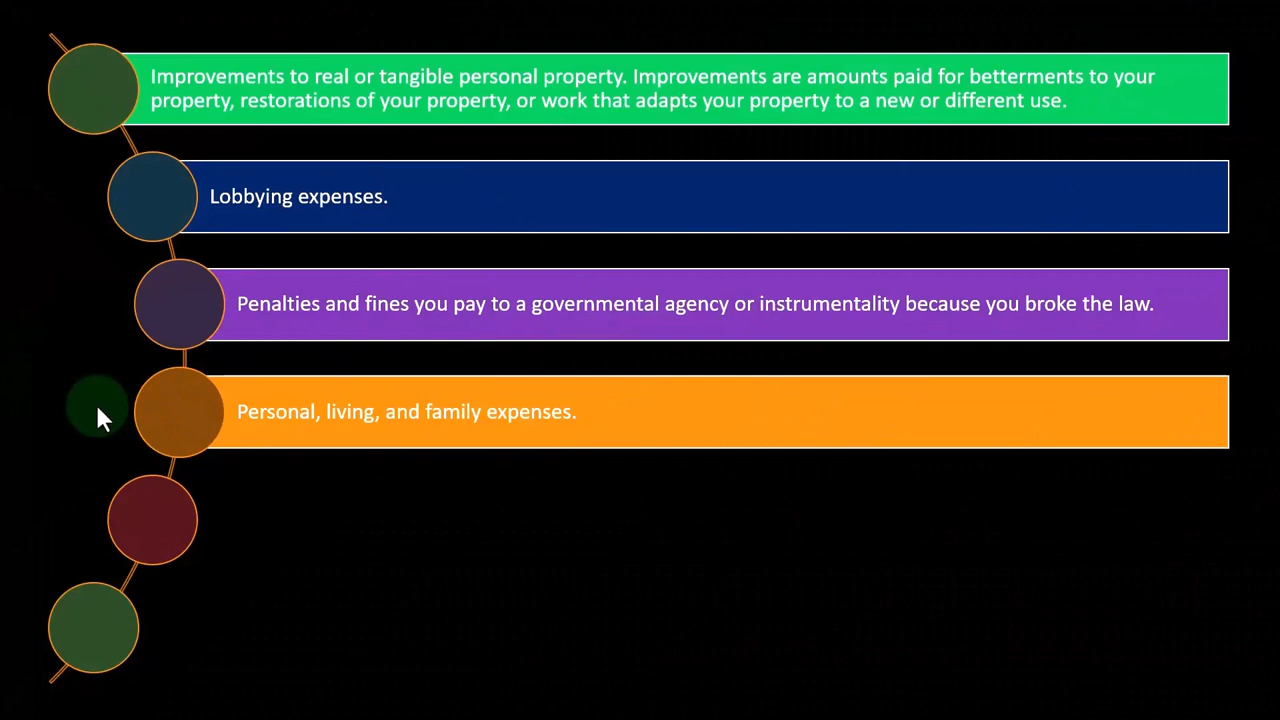 Improvements to real or tangible personal property. Improvements are amounts paid for betterments to your
property, restorations of your property, or work that adapts your property to a new or different use.
Lobbying expenses.
Penalties and fines you pay to a governmental agency or instrumentality because you broke the law.
Personal, living, and family expenses.